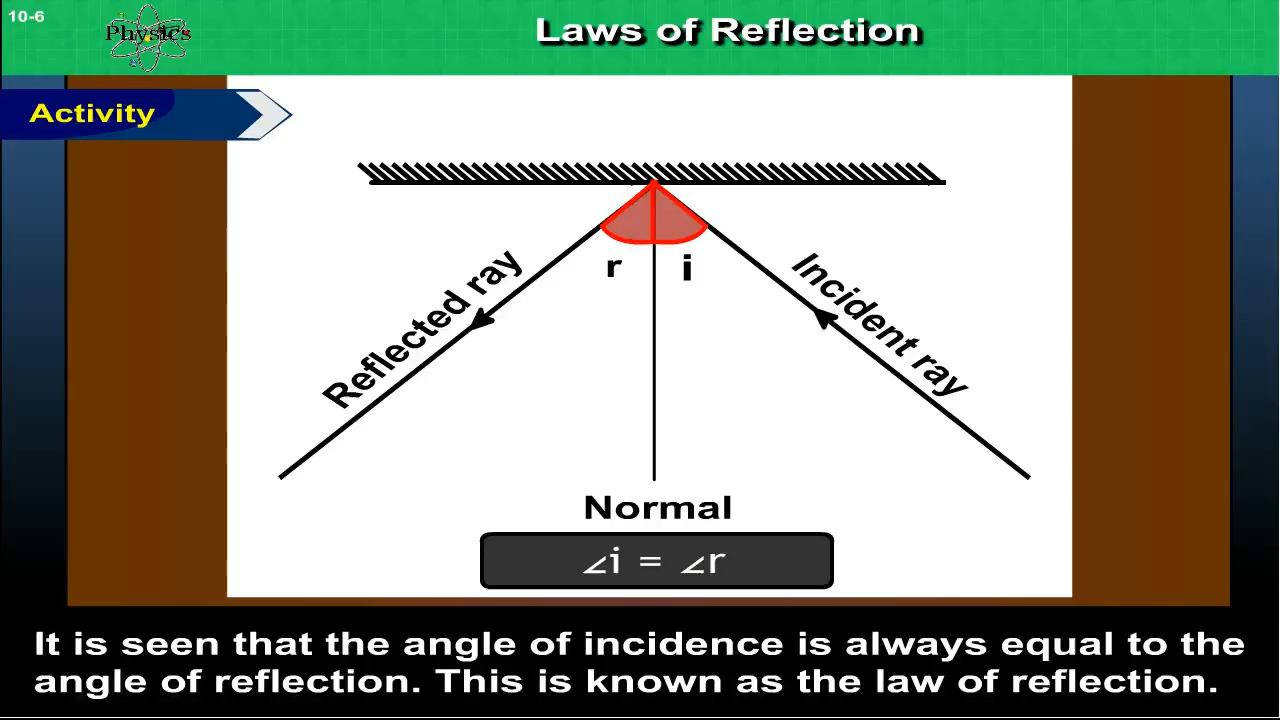 10-6
Physics
Laws of Reflection
Activity
r
i
Reflected ray
Incident ray
Normal
∠i = ∠r
It is seen that the angle of incidence is always equal to the
angle of reflection. This is known as the law of reflection.